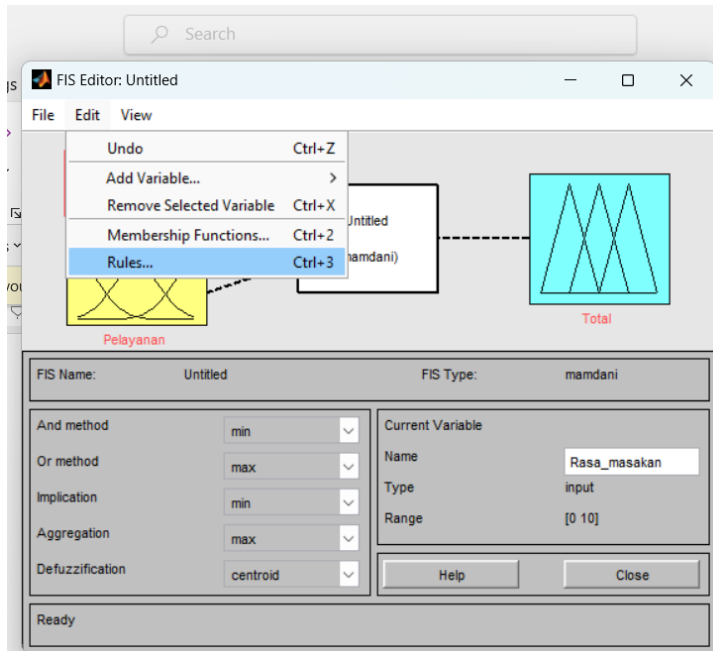 Search
gs
FIS Editor: Untitled
File Edit View
Undo Ctrl+Z
Add Variable... >
Remove Selected Variable Ctrl+X
Membership Functions... Ctrl+2
Rules... Ctrl+3
Untitled
Total
Pelayanan
FIS Name: Untitled FIS Type: mamdani
And method min
Or method max
Implication min
Aggregation max
Defuzzification centroid
Current Variable
Name Rasa_masakan
Type input
Range [0 10]
Help Close
Ready